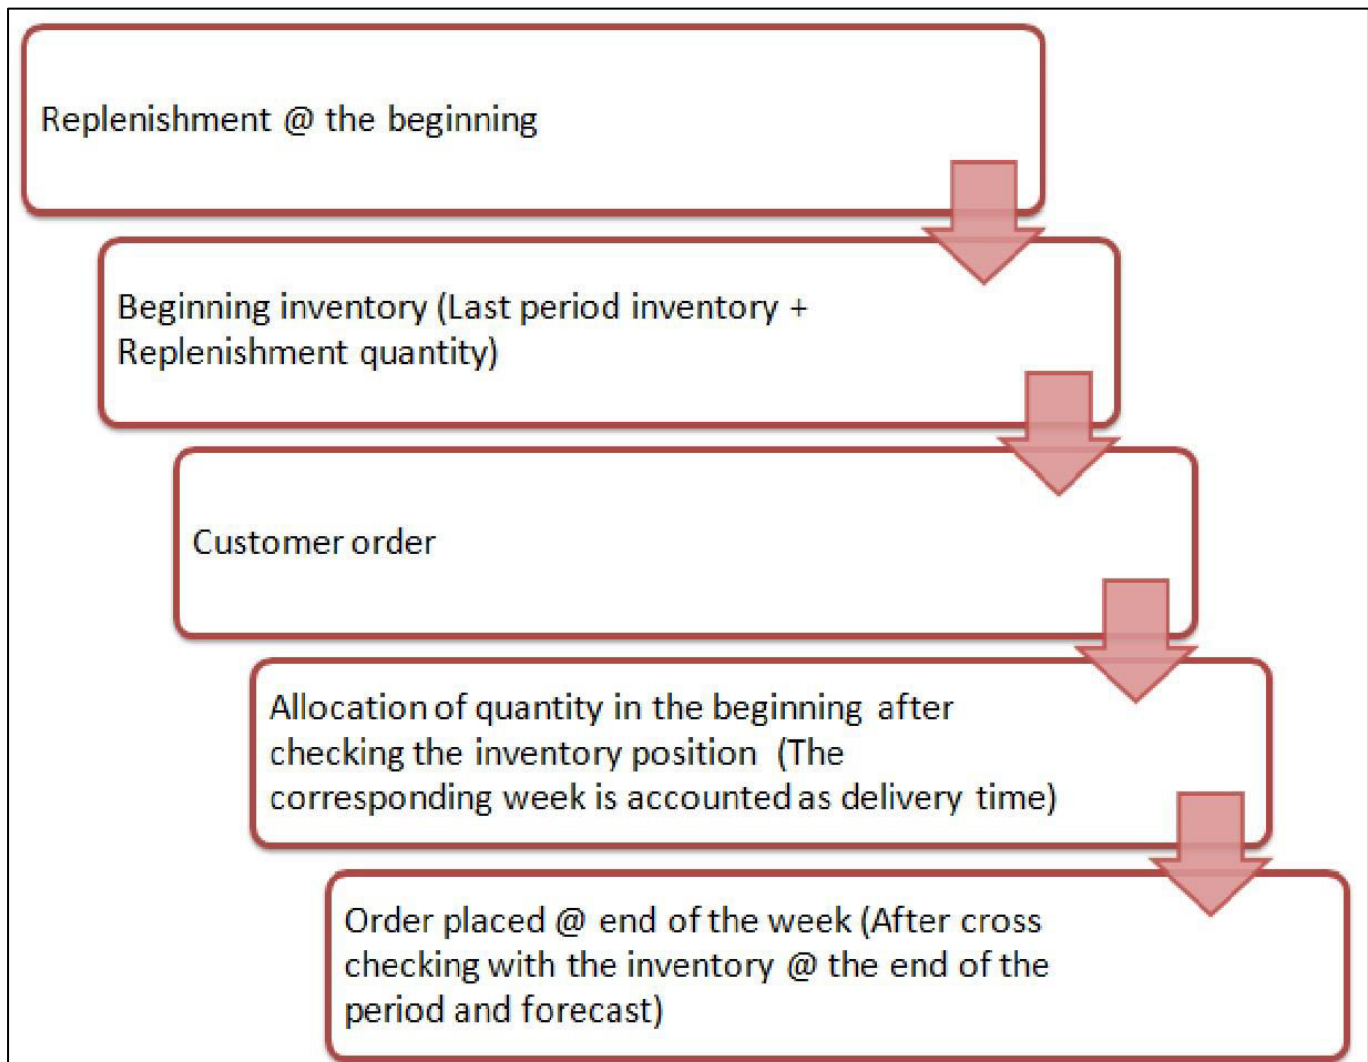 Replenishment @ the beginning
Beginning inventory (Last period inventory +
Replenishment quantity)
Customer order
Allocation of quantity in the beginning after
checking the inventory position (The
corresponding week is accounted as delivery time)
Order placed @ end of the week (After cross
checking with the inventory @ the end of the
period and forecast)